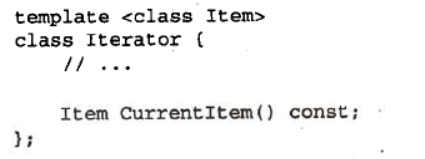 template <class Item>
class Iterator {
// ...
Item CurrentItem() const;
};